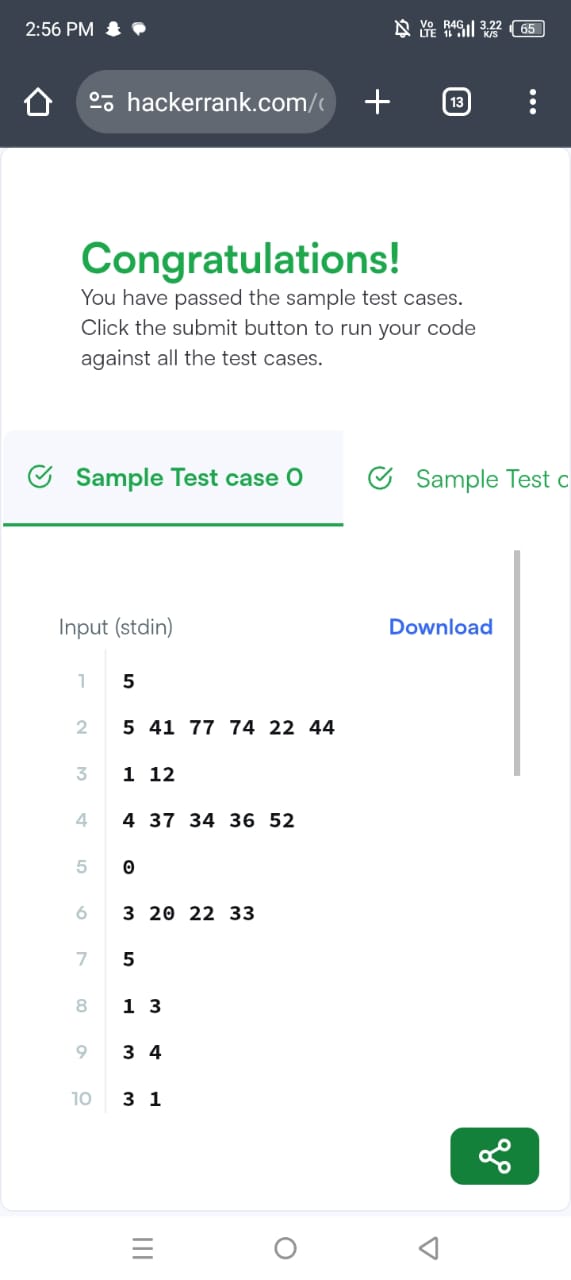 2:56 PM
Vo LTE R4G 3.22 K/S 65
hackerrank.com/
13
Congratulations!
You have passed the sample test cases.
Click the submit button to run your code
against all the test cases.
Sample Test case 0 Sample Test c
Input (stdin) Download
1 5
2 5 41 77 74 22 44
3 1 12
4 4 37 34 36 52
5 0
6 3 20 22 33
7 5
8 1 3
9 3 4
10 3 1